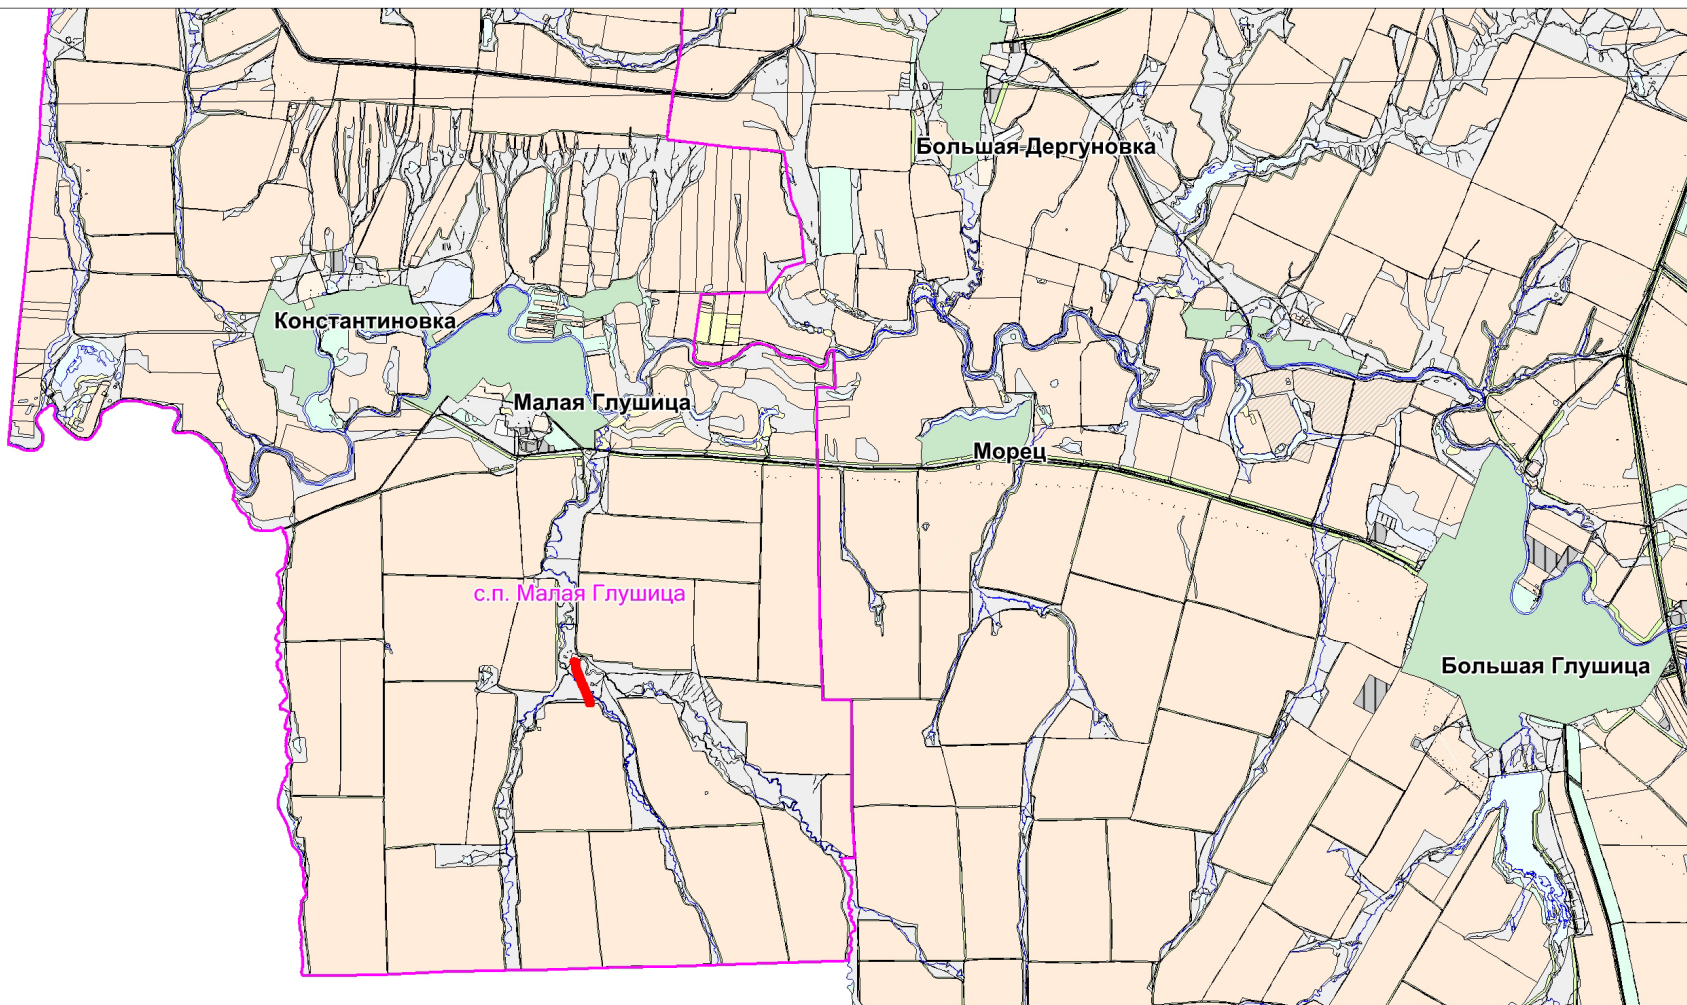 Большая Дергуновка
Константиновка
Малая Глушица
Морец
с.п. Малая Глушица
Большая Глушица